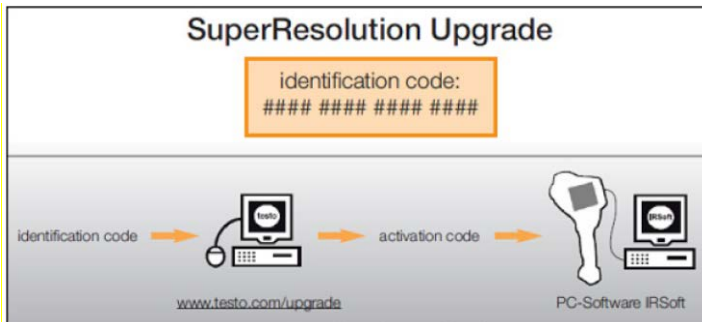 SuperResolution Upgrade
identification code:
#### #### #### ####
identification code
testo
activation code
IRSoft
www.testo.com/upgrade
PC-Software IRSoft